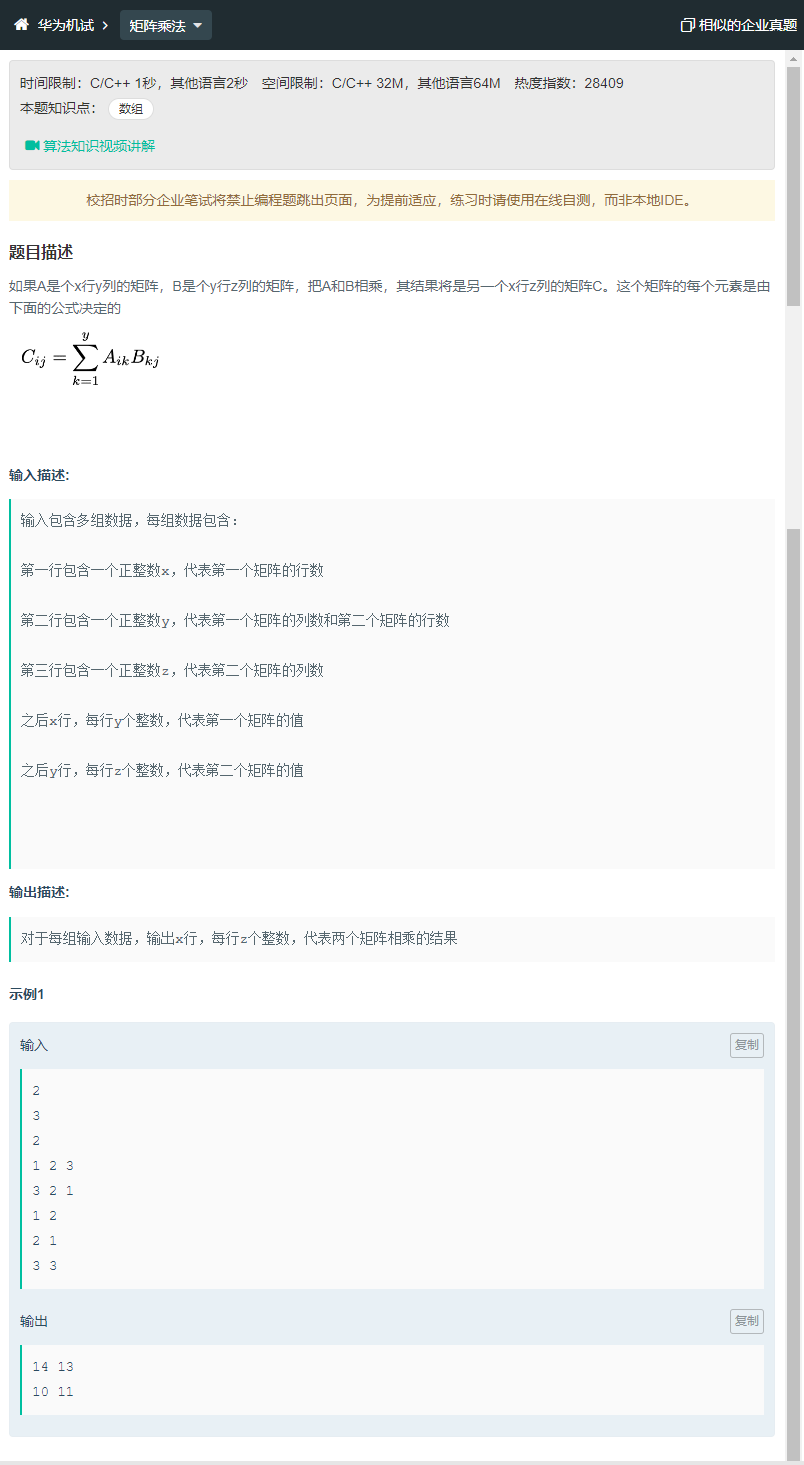 华为机试 矩阵乘法 相似的企业真题
时间限制：C/C++ 1秒，其他语言2秒 空间限制：C/C++ 32M，其他语言64M 热度指数：28409
本题知识点： 数组
算法知识视频讲解
校招时部分企业笔试将禁止编程题跳出页面，为提前适应，练习时请使用在线自测，而非本地IDE。
题目描述
如果A是个x行y列的矩阵，B是个y行z列的矩阵，把A和B相乘，其结果将是另一个x行z列的矩阵C。这个矩阵的每个元素是由
下面的公式决定的
C_{ij} = \sum_{k=1}^{y} A_{ik}B_{kj}
输入描述:
输入包含多组数据，每组数据包含：
第一行包含一个正整数x，代表第一个矩阵的行数
第二行包含一个正整数y，代表第一个矩阵的列数和第二个矩阵的行数
第三行包含一个正整数z，代表第二个矩阵的列数
之后x行，每行y个整数，代表第一个矩阵的值
之后y行，每行z个整数，代表第二个矩阵的值
输出描述:
对于每组输入数据，输出x行，每行z个整数，代表两个矩阵相乘的结果
示例1
输入 复制
2
3
2
1 2 3
3 2 1
1 2
2 1
3 3
输出 复制
14 13
10 11